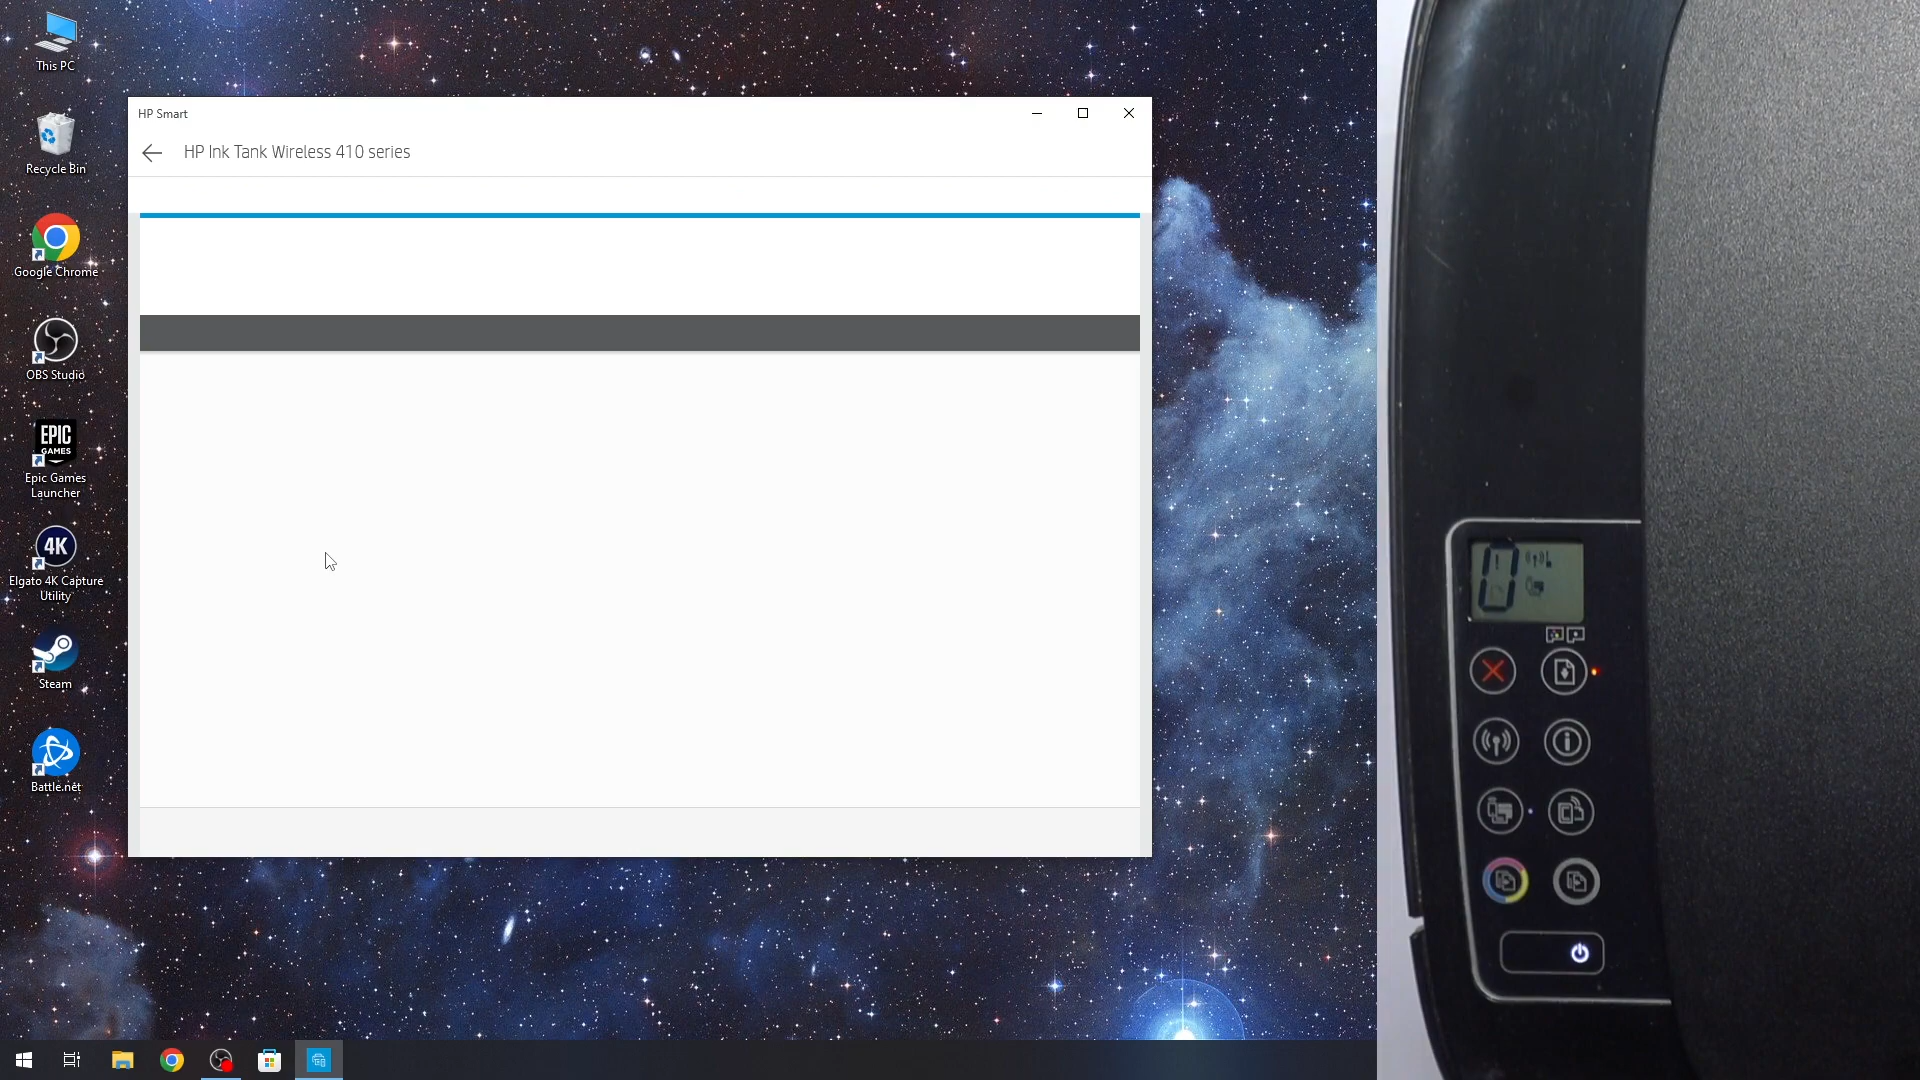 This PC
Recycle Bin
Google Chrome
OBS Studio
EPIC
GAMES
Epic Games
Launcher
4K
Elgato 4K Capture
Utility
Steam
Battle.net
HP Smart
HP Ink Tank Wireless 410 series
0